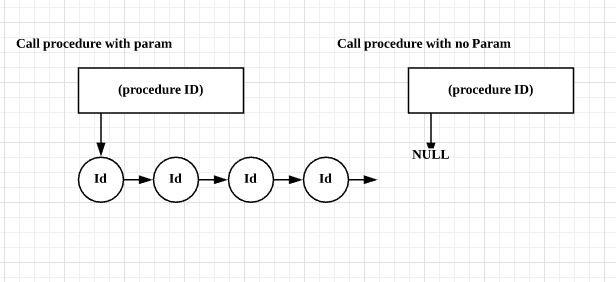 Call procedure with param
Call procedure with no Param
(procedure ID)
(procedure ID)
NULL
Id
Id
Id
Id